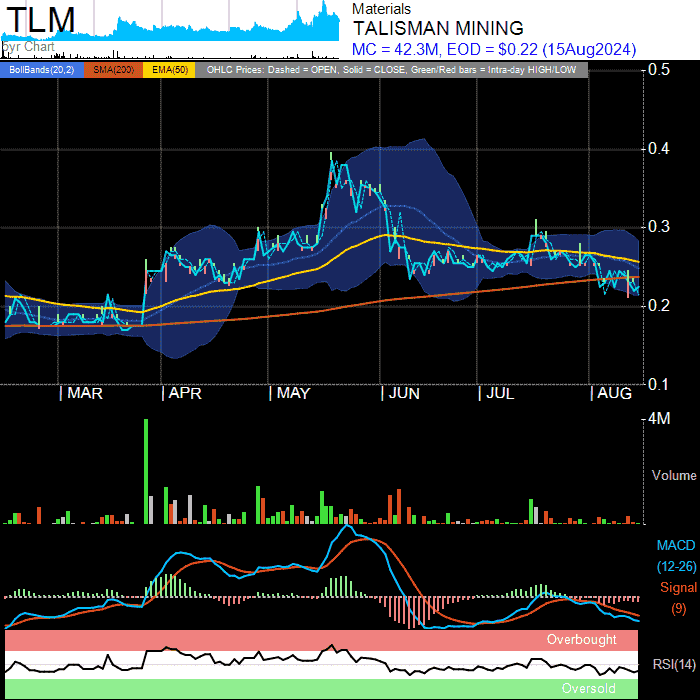 TLM
5yr Chart
Materials
TALISMAN MINING
MC = 42.3M, EOD = $0.22 (15Aug2024)
BollBands(20,2) SMA(200) EMA(50) OHLC Prices: Dashed = OPEN, Solid = CLOSE, Green/Red bars = Intra-day HIGH/LOW
0.5
0.4
0.3
0.2
0.1
| MAR | APR | MAY | JUN | JUL | AUG
4M
Volume
MACD
(12-26)
Signal
(9)
Overbought
RSI(14)
Oversold